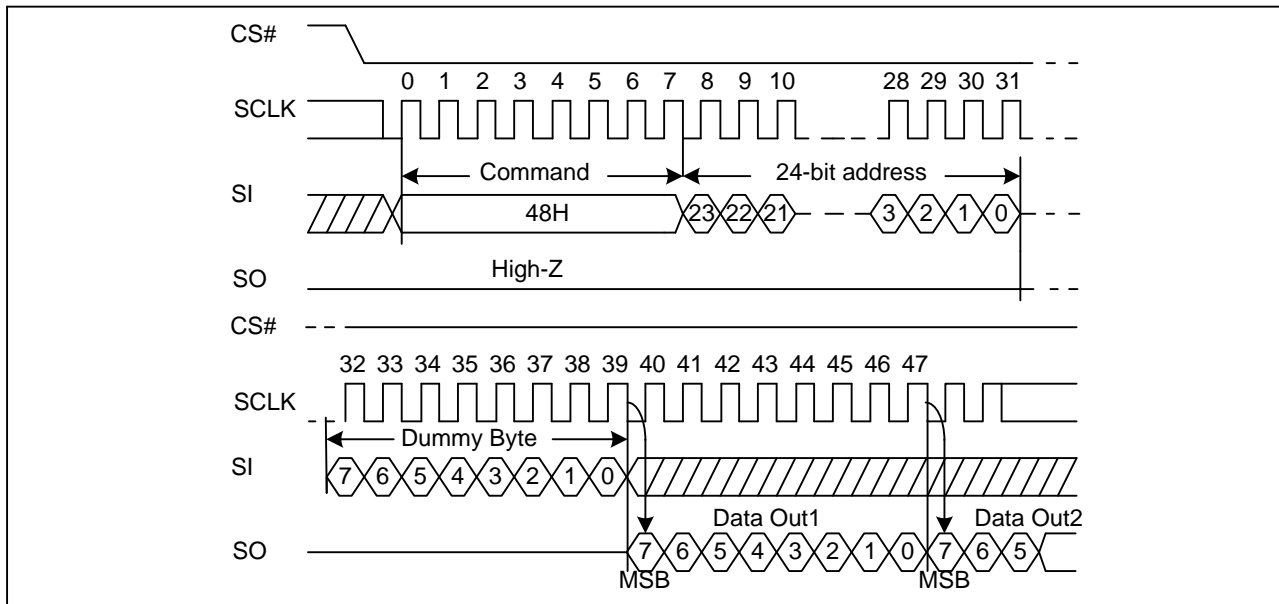 CS#
0 1 2 3 4 5 6 7 8 9 10 28 29 30 31
SCLK
Command 24-bit address
SI
48H 23 22 21 3 2 1 0
High-Z
SO
CS#
32 33 34 35 36 37 38 39 40 41 42 43 44 45 46 47
SCLK
Dummy Byte
SI
7 6 5 4 3 2 1 0
Data Out1 Data Out2
SO
7 6 5 4 3 2 1 0 7 6 5
MSB MSB